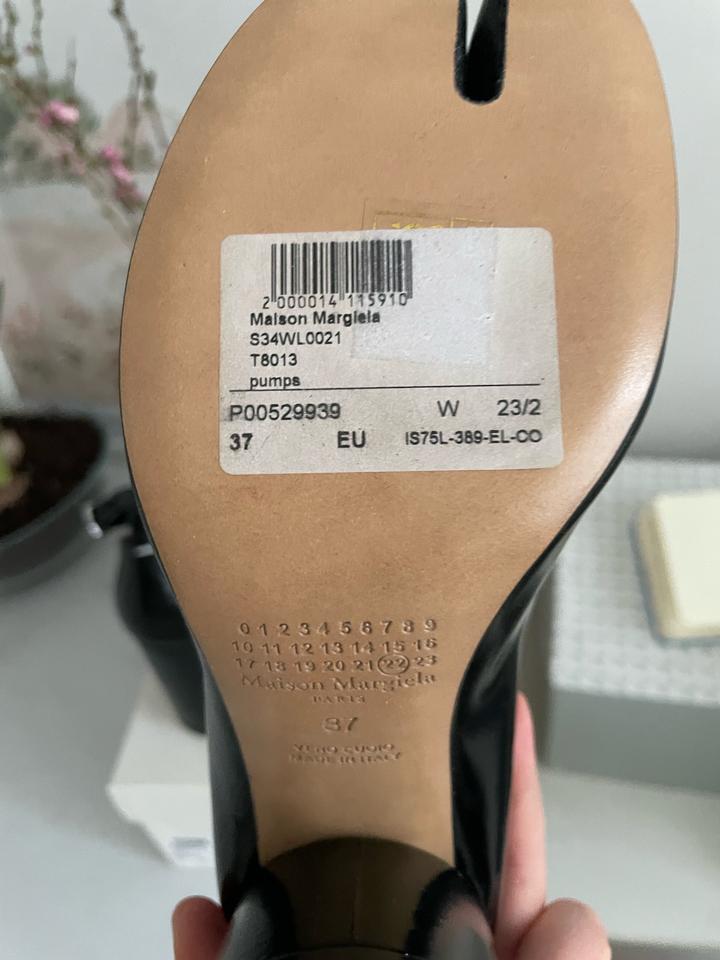 2 000014 115910
Maison Margiela
S34WL0021
T8013
pumps
P00529939 W 23/2
37 EU IS75L-389-EL-CO
0 1 2 3 4 5 6 7 8 9
10 11 12 13 14 15 16
17 18 19 20 21 22 23
Maison Margiela
PARIS
37
VERO CUOIO
MADE IN ITALY